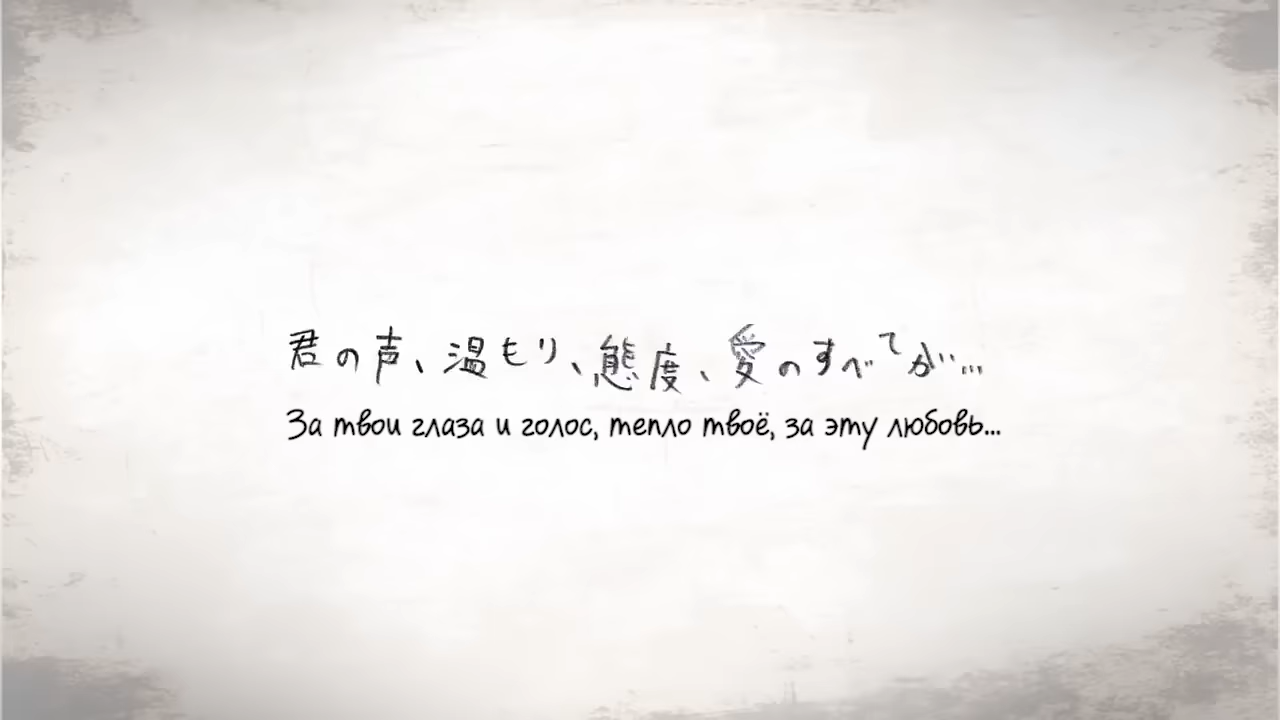 君の声、温もり、態度、愛のすべてが…
За твои глаза и голос, тепло твоё, за эту любовь...